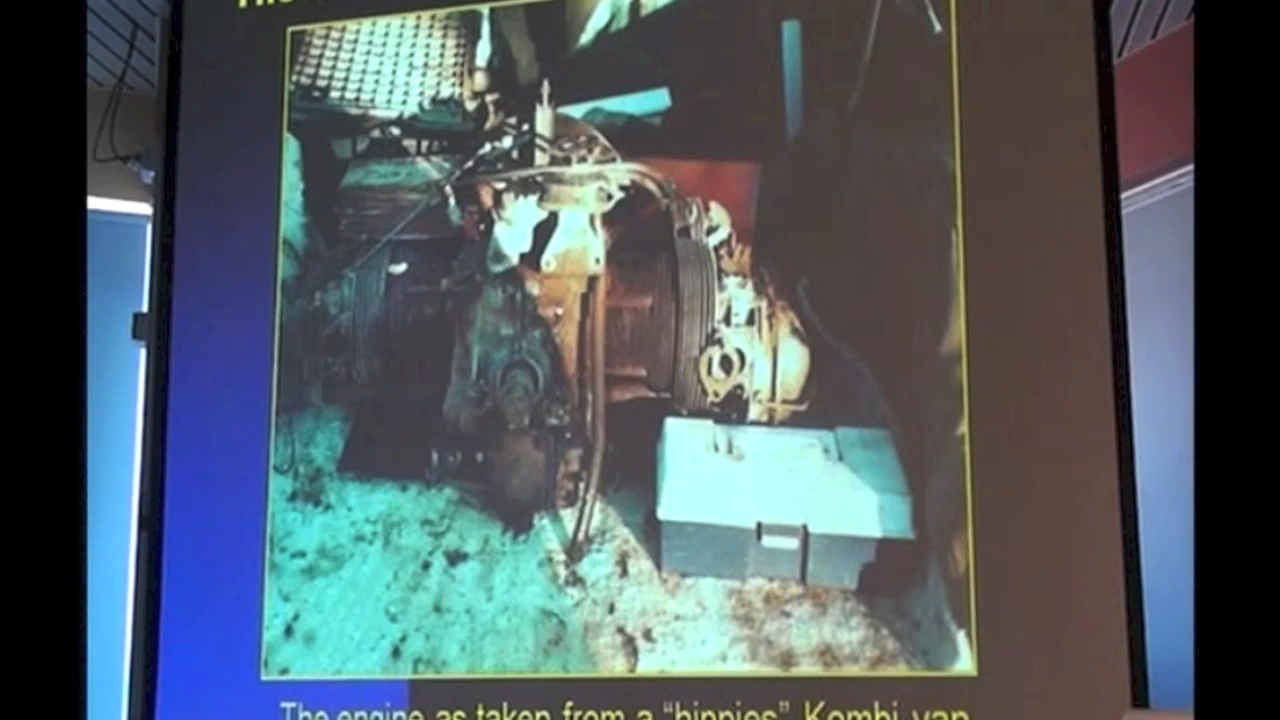 The engine as taken from a “hippies” Kombi van